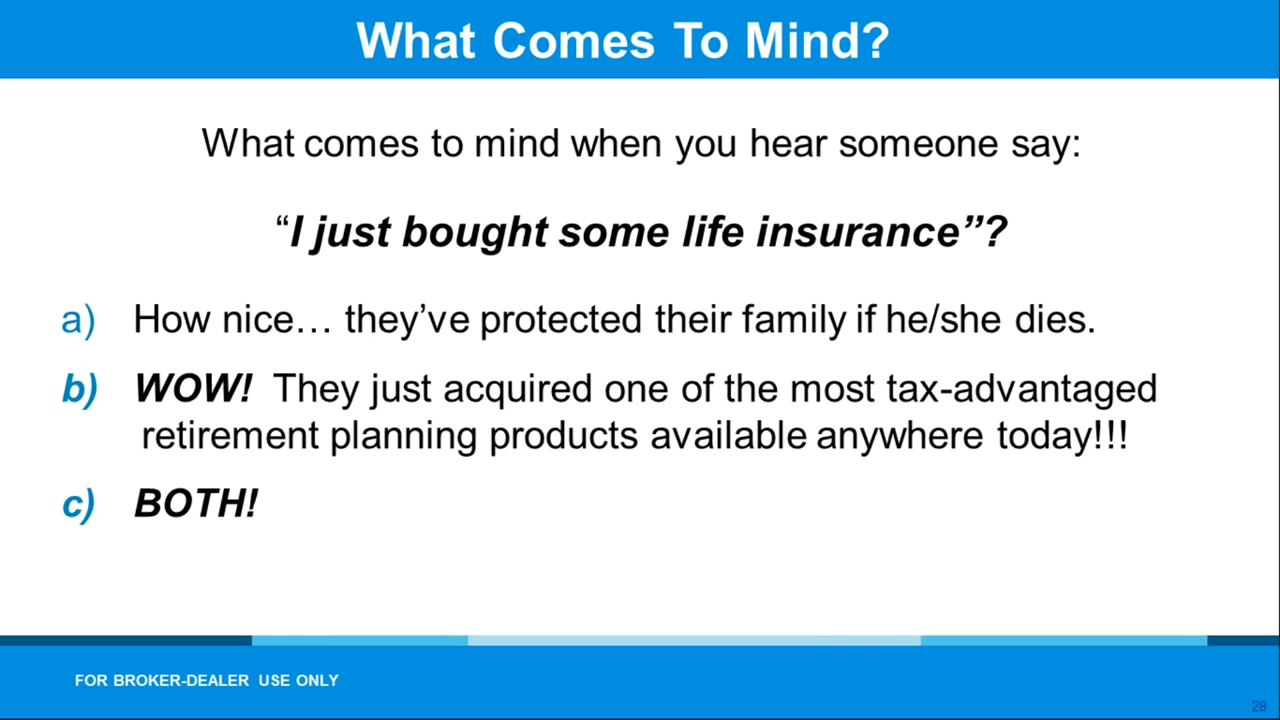 What Comes To Mind?
What comes to mind when you hear someone say:
“I just bought some life insurance”?
a) How nice… they’ve protected their family if he/she dies.
b) WOW! They just acquired one of the most tax-advantaged
retirement planning products available anywhere today!!!
c) BOTH!
FOR BROKER-DEALER USE ONLY
28